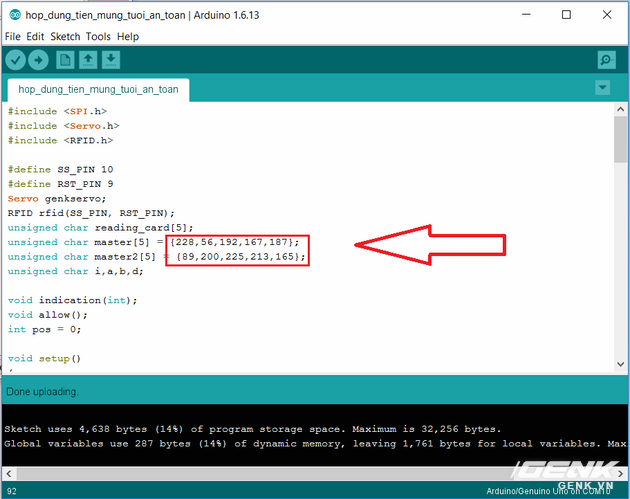 hop_dung_tien_mung_tuoi_an_toan | Arduino 1.6.13
File Edit Sketch Tools Help
hop_dung_tien_mung_tuoi_an_toan
#include <SPI.h>
#include <Servo.h>
#include <RFID.h>
#define SS_PIN 10
#define RST_PIN 9
Servo genkservo;
RFID rfid(SS_PIN, RST_PIN);
unsigned char reading_card[5];
unsigned char master[5] = {228,56,192,167,187};
unsigned char master2[5] = {89,200,225,213,165};
unsigned char i,a,b,d;
void indication(int);
void allow();
int pos = 0;
void setup()
Done uploading.
Sketch uses 4,638 bytes (14%) of program storage space. Maximum is 32,256 bytes.
Global variables use 287 bytes (14%) of dynamic memory, leaving 1,761 bytes for local variables. Max
92
Arduino/Genuino Uno on COM10
GENK
GENK.VN